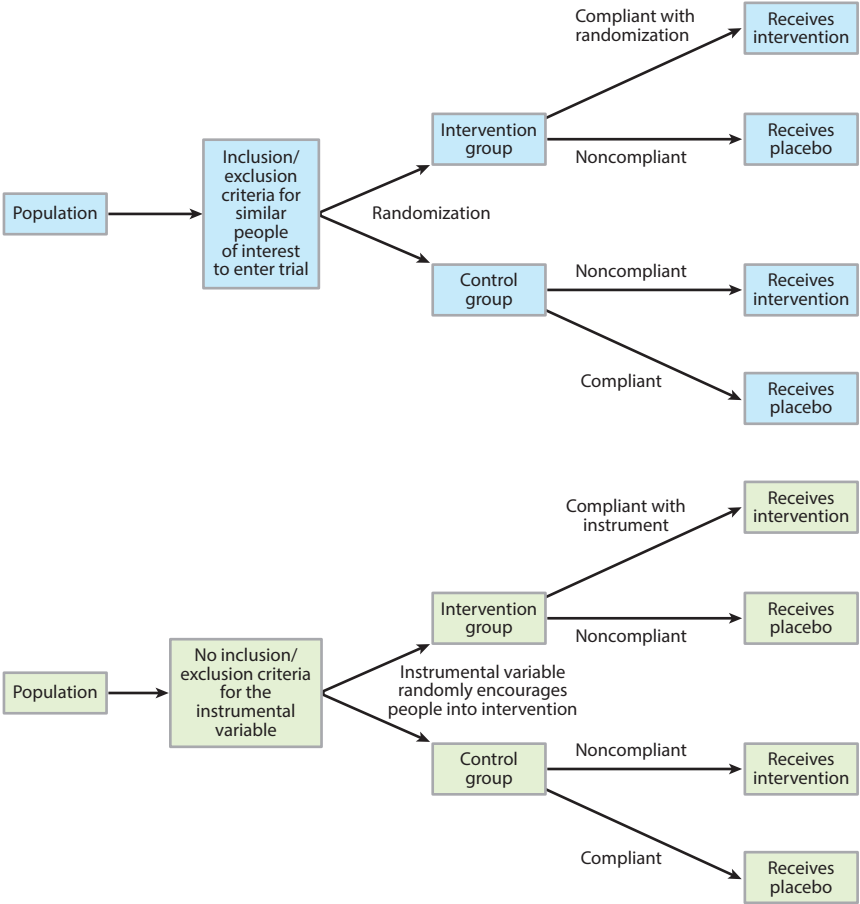 Compliant with
randomization
Receives
intervention
Intervention
group
Noncompliant
Receives
placebo
Population
Inclusion/
exclusion
criteria for
similar
people
of interest
to enter trial
Randomization
Control
group
Noncompliant
Receives
intervention
Compliant
Receives
placebo
Compliant with
instrument
Receives
intervention
Intervention
group
Noncompliant
Receives
placebo
Population
No inclusion/
exclusion criteria
for the
instrumental
variable
Instrumental variable
randomly encourages
people into intervention
Control
group
Noncompliant
Receives
intervention
Compliant
Receives
placebo